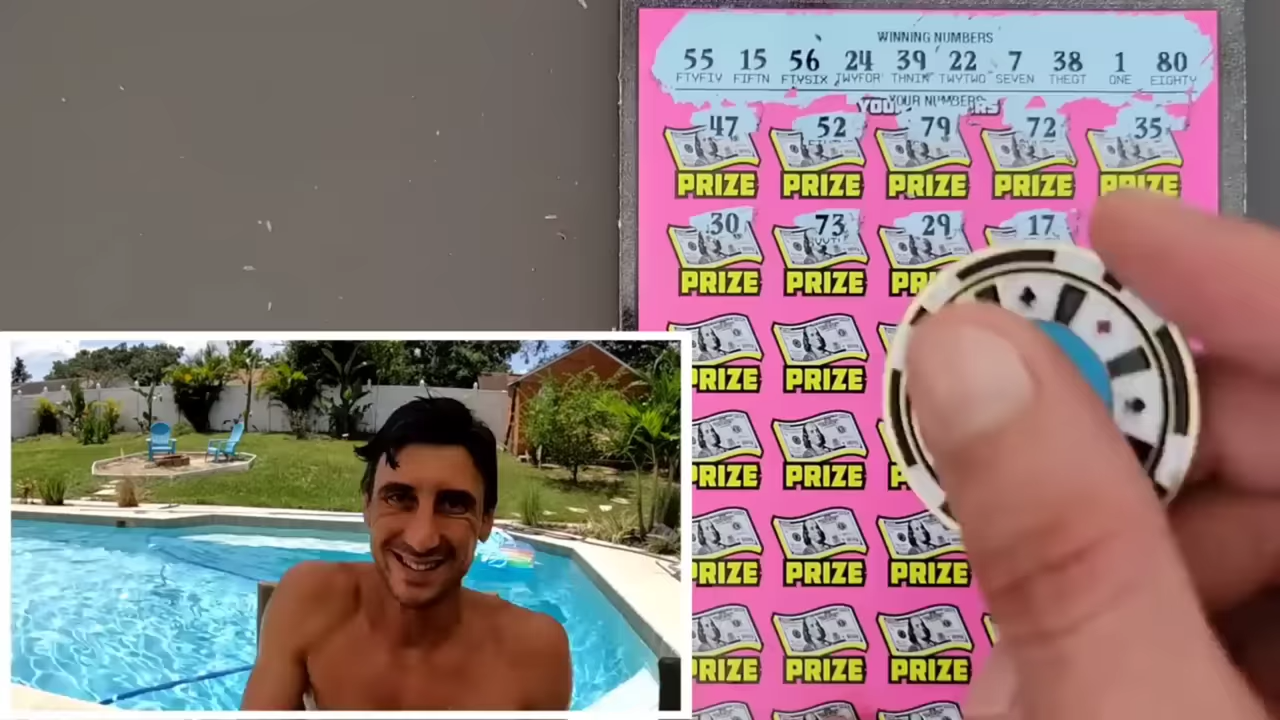 WINNING NUMBERS
55 15 56 24 39 22 7 38 1 80
FTYFIV FIFTN FTYSIX TWYFOR THNIN TWYTWO SEVEN THEGT ONE EIGHTY
YOUR NUMBERS
47 52 79 72 35
PRIZE PRIZE PRIZE PRIZE PRIZE
30 73 29 17
PRIZE PRIZE
PRIZE PRIZE
PRIZE PRIZE
PRIZE PRIZE PRIZE
PRIZE PRIZE PRIZE